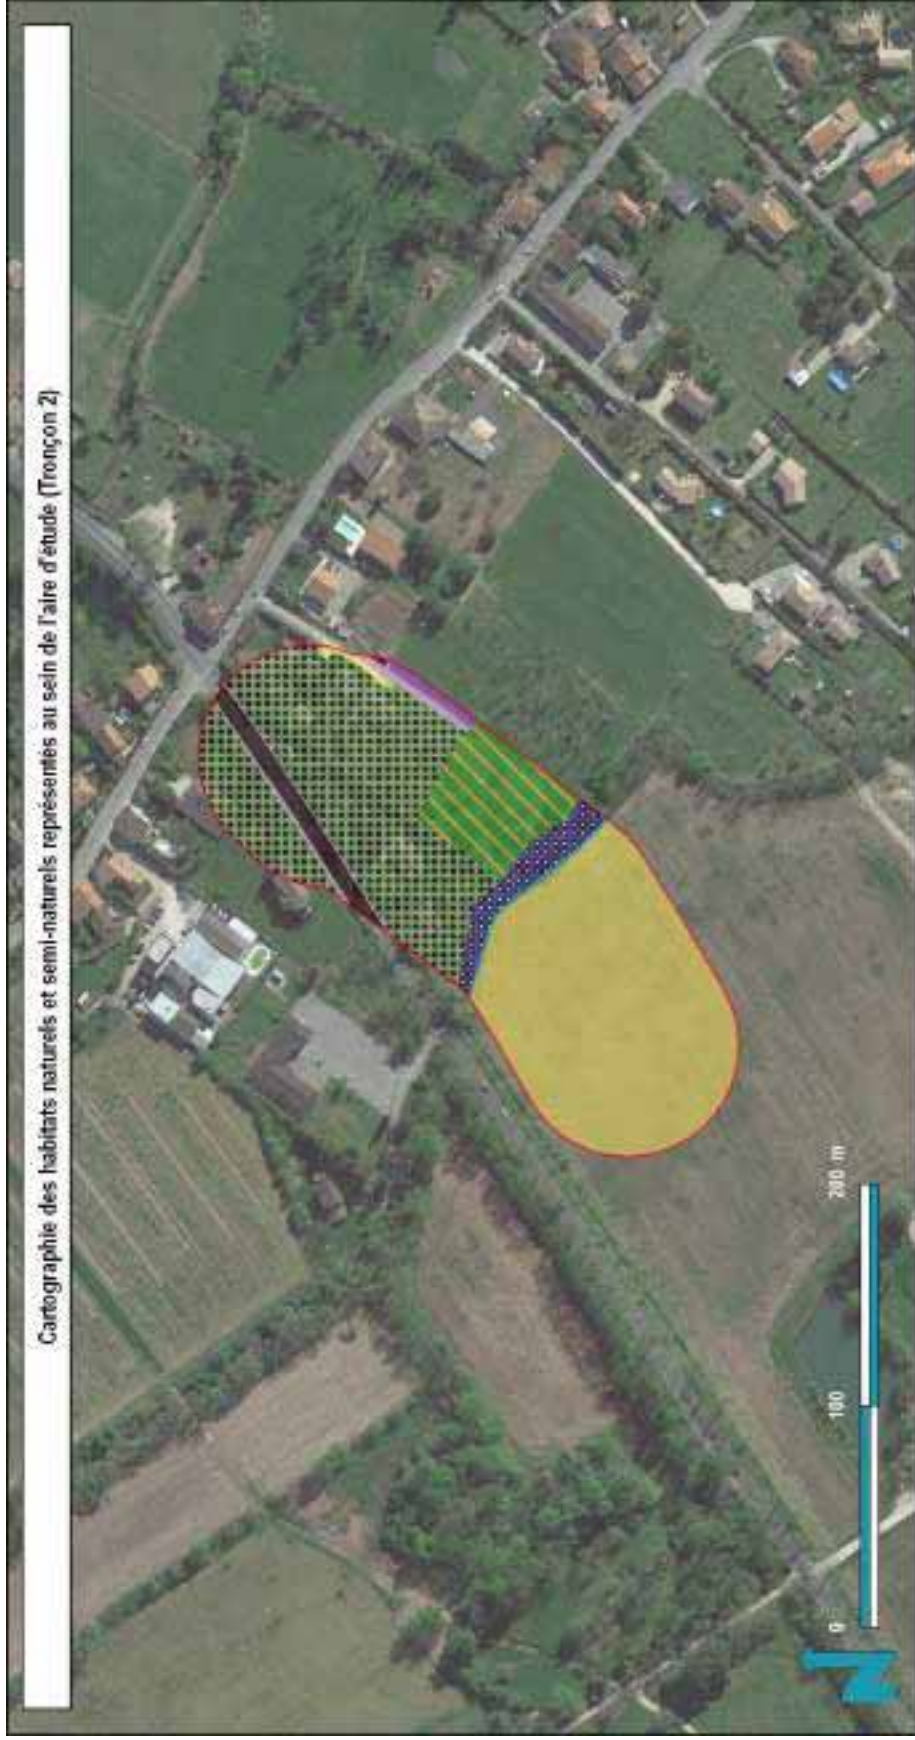 Cartographie des habitats naturels et semi-naturels représentés au sein de l'aire d'étude (Tronçon 2)
0 100 200 m
N